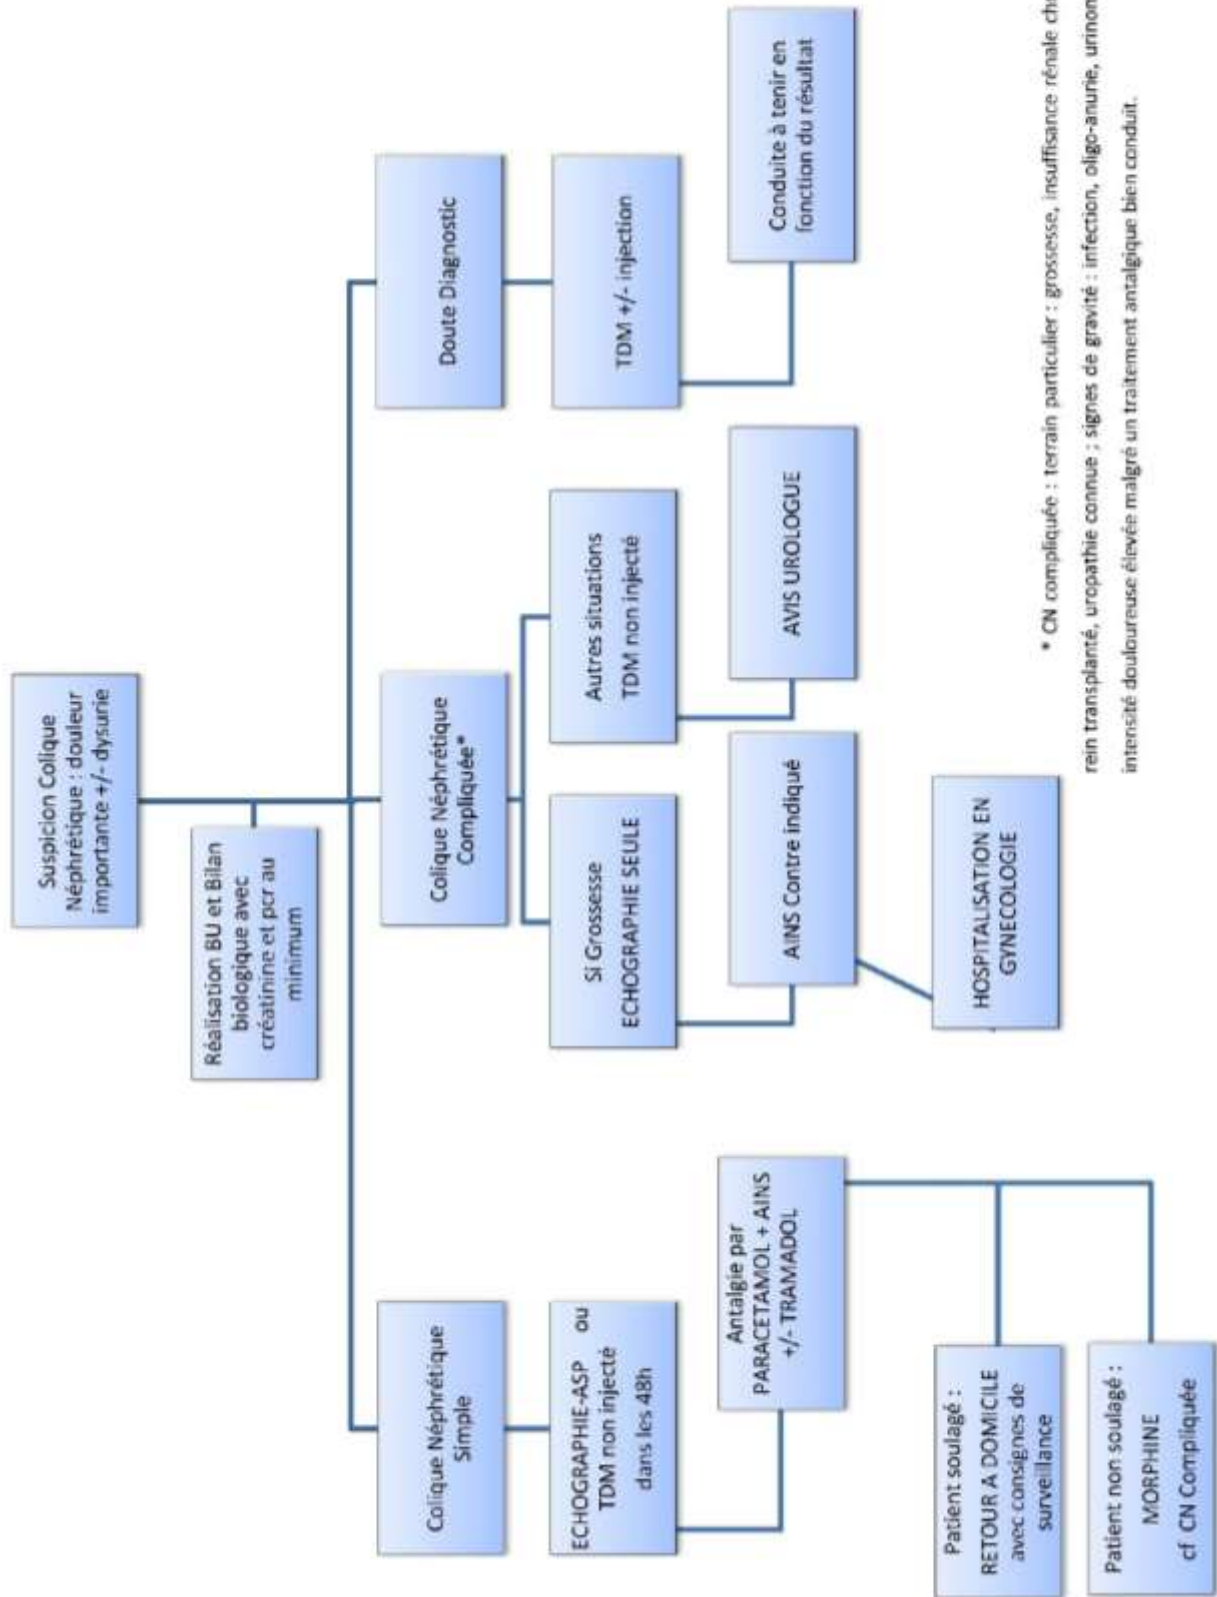 Suspicion Colique
Néphrétique : douleur
importante +/- dysurie
Réalisation BU et Bilan
biologique avec
créatinine et pcr au
minimum
Colique Néphrétique
Simple
Colique Néphrétique
Compliquée*
Doute Diagnostic
ECHOGRAPHIE-ASP ou
TDM non injecté
dans les 48h
Si Grossesse
ECHOGRAPHIE SEULE
Autres situations
TDM non injecté
TDM +/- injection
Antalgie par
PARACETAMOL + AINS
+/- TRAMADOL
AINS Contre indiqué
AVIS UROLOGUE
Conduite à tenir en
fonction du résultat
Patient soulagé :
RETOUR A DOMICILE
avec consignes de
surveillance
HOSPITALISATION EN
GYNECOLOGIE
Patient non soulagé :
MORPHINE
cf CN Compliquée
* CN compliquée : terrain particulier : grossesse, insuffisance rénale
rein transplanté, uropathie connue ; signes de gravité : infection, oligo-anurie,
intensité douloureuse élevée malgré un traitement antalgique bien conduit.